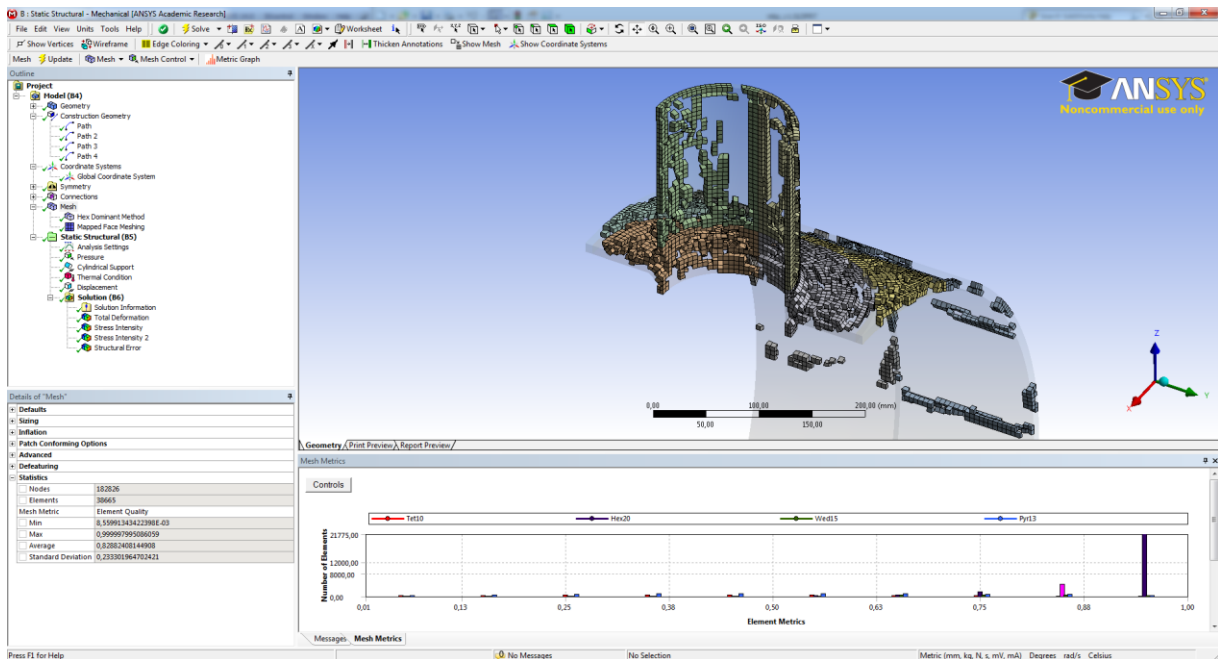 B : Static Structural - Mechanical [ANSYS Academic Research]
File Edit View Units Tools Help Solve Worksheet
Show Vertices Wireframe Edge Coloring Thicken Annotations Show Mesh Show Coordinate Systems
Mesh Update Mesh Mesh Control Metric Graph
Outline
Project
Model (B4)
Geometry
Construction Geometry
Path
Path 2
Path 3
Path 4
Coordinate Systems
Global Coordinate System
Symmetry
Connections
Mesh
Hex Dominant Method
Mapped Face Meshing
Static Structural (B5)
Analysis Settings
Pressure
Cylindrical Support
Thermal Condition
Displacement
Solution (B6)
Solution Information
Total Deformation
Stress Intensity
Stress Intensity 2
Structural Error
Details of "Mesh"
Defaults
Sizing
Inflation
Patch Conforming Options
Advanced
Defeaturing
Statistics
Nodes 182826
Elements 38665
Mesh Metric Element Quality
Min 8,55991343422398E-03
Max 0,999997995086059
Average 0,82882408144908
Standard Deviation 0,233301964702421
ANSYS
Noncommercial use only
Z
Y
X
0,00 100,00 200,00 (mm)
50,00 150,00
Geometry Print Preview Report Preview
Mesh Metrics
Controls
Tet10 Hex20 Wed15 Pyr13
Number of Elements
21775,00
12000,00
8000,00
0,00
0,01 0,13 0,25 0,38 0,50 0,63 0,75 0,88 1,00
Element Metrics
Messages Mesh Metrics
Press F1 for Help 0 No Messages No Selection Metric (mm, kg, N, s, mV, mA) Degrees rad/s Celsius